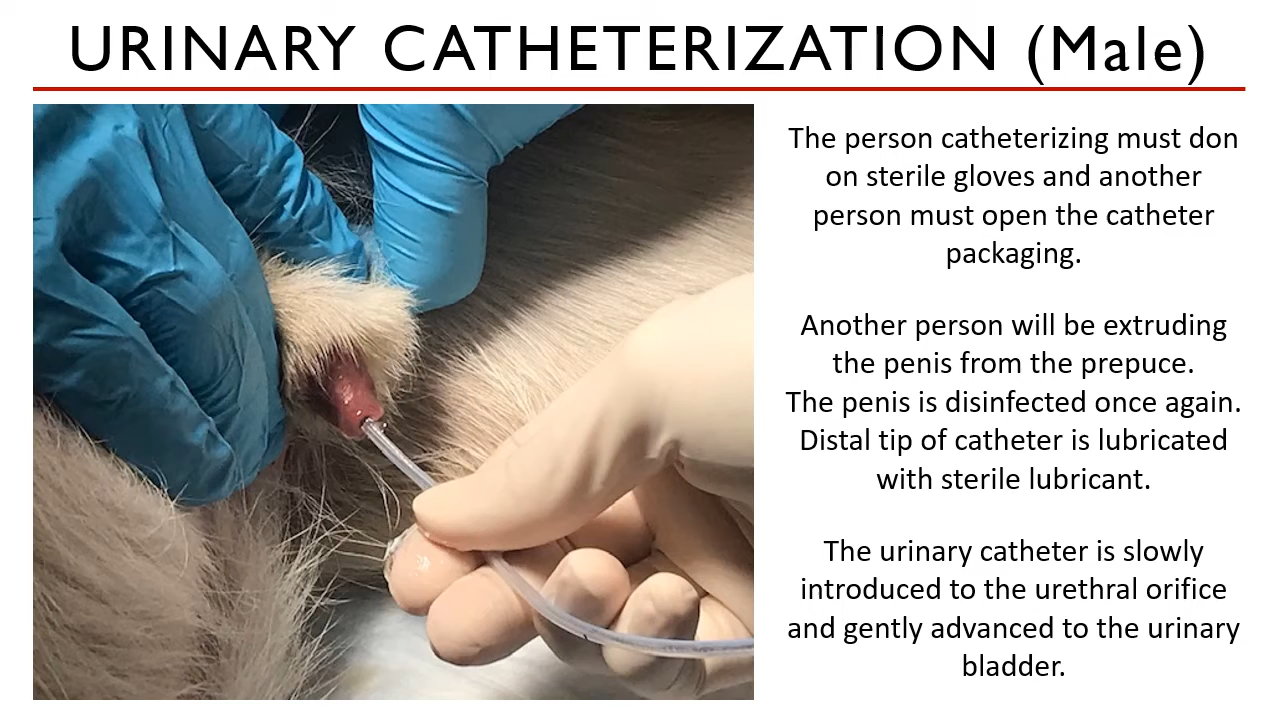 URINARY CATHETERIZATION (Male)
The person catheterizing must don
on sterile gloves and another
person must open the catheter
packaging.
Another person will be extruding
the penis from the prepuce.
The penis is disinfected once again.
Distal tip of catheter is lubricated
with sterile lubricant.
The urinary catheter is slowly
introduced to the urethral orifice
and gently advanced to the urinary
bladder.